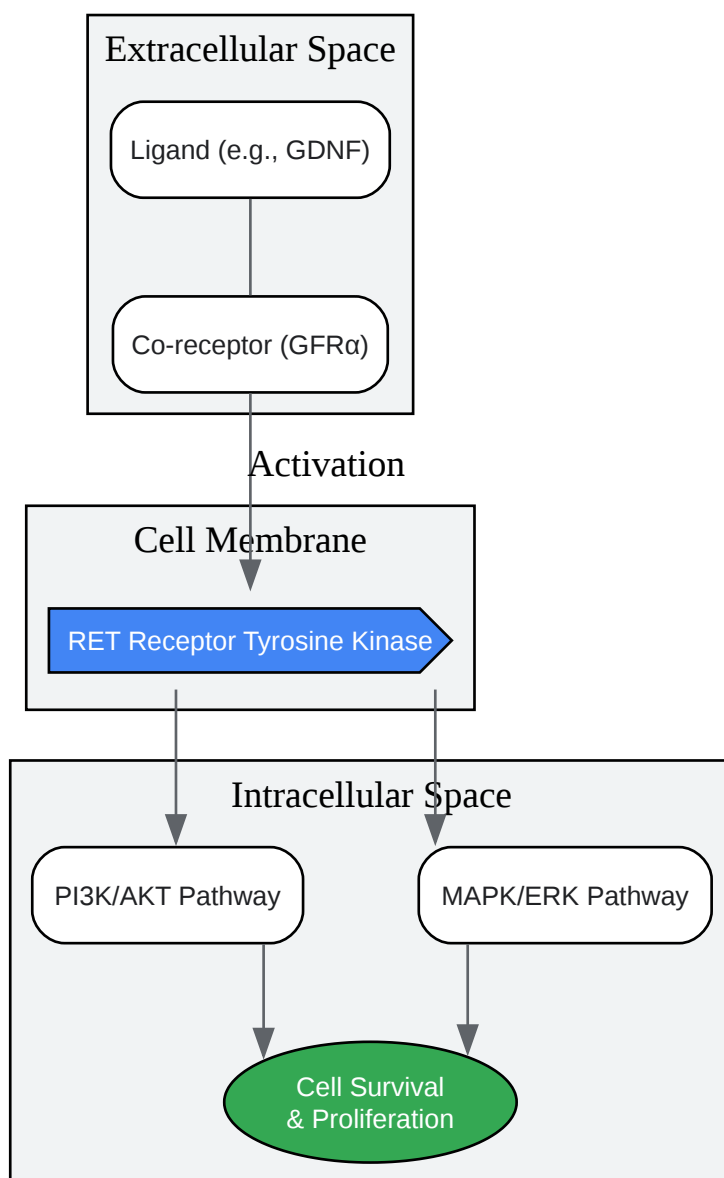 Extracellular Space
Ligand (e.g., GDNF)
Co-receptor (GFRα)
Activation
Cell Membrane
RET Receptor Tyrosine Kinase
Intracellular Space
PI3K/AKT Pathway
MAPK/ERK Pathway
Cell Survival
& Proliferation